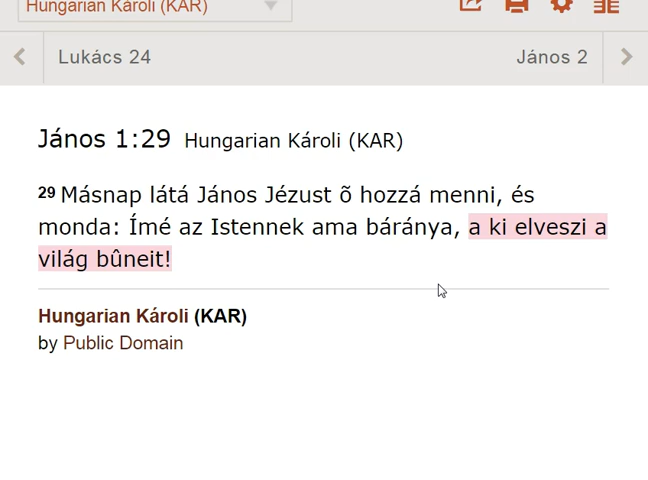 Hungarian Károli (KAR)
Lukács 24
János 2
János 1:29 Hungarian Károli (KAR)
29 Másnap látá János Jézust õ hozzá menni, és
monda: Ímé az Istennek ama báránya, a ki elveszi a
világ bûneit!
Hungarian Károli (KAR)
by Public Domain